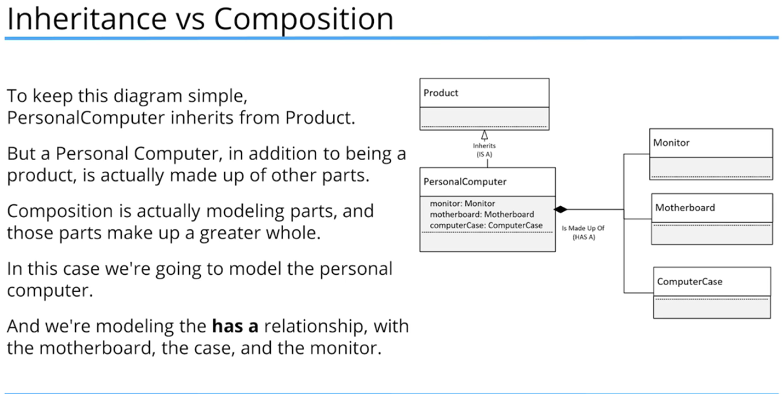 Inheritance vs Composition
To keep this diagram simple,
PersonalComputer inherits from Product.
But a Personal Computer, in addition to being a
product, is actually made up of other parts.
Composition is actually modeling parts, and
those parts make up a greater whole.
In this case we're going to model the personal
computer.
And we're modeling the has a relationship, with
the motherboard, the case, and the monitor.
Product
Inherits
(IS A)
PersonalComputer
monitor: Monitor
motherboard: Motherboard
computerCase: ComputerCase
Is Made Up Of
(HAS A)
Monitor
Motherboard
ComputerCase